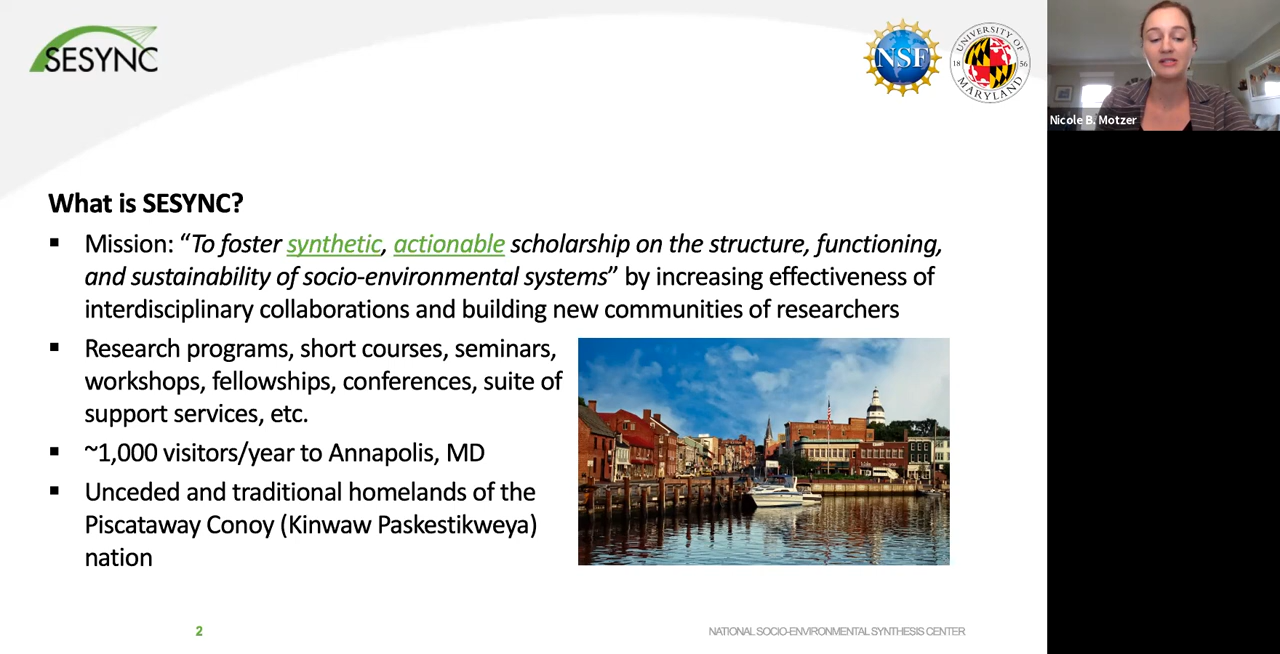 SESYNC
NSF
UNIVERSITY OF
18 56
MARYLAND
Nicole B. Motzer
What is SESYNC?
▪ Mission: “To foster synthetic, actionable scholarship on the structure, functioning,
and sustainability of socio-environmental systems” by increasing effectiveness of
interdisciplinary collaborations and building new communities of researchers
▪ Research programs, short courses, seminars,
workshops, fellowships, conferences, suite of
support services, etc.
▪ ~1,000 visitors/year to Annapolis, MD
▪ Unceded and traditional homelands of the
Piscataway Conoy (Kinwaw Paskestikweya)
nation
2
NATIONAL SOCIO-ENVIRONMENTAL SYNTHESIS CENTER